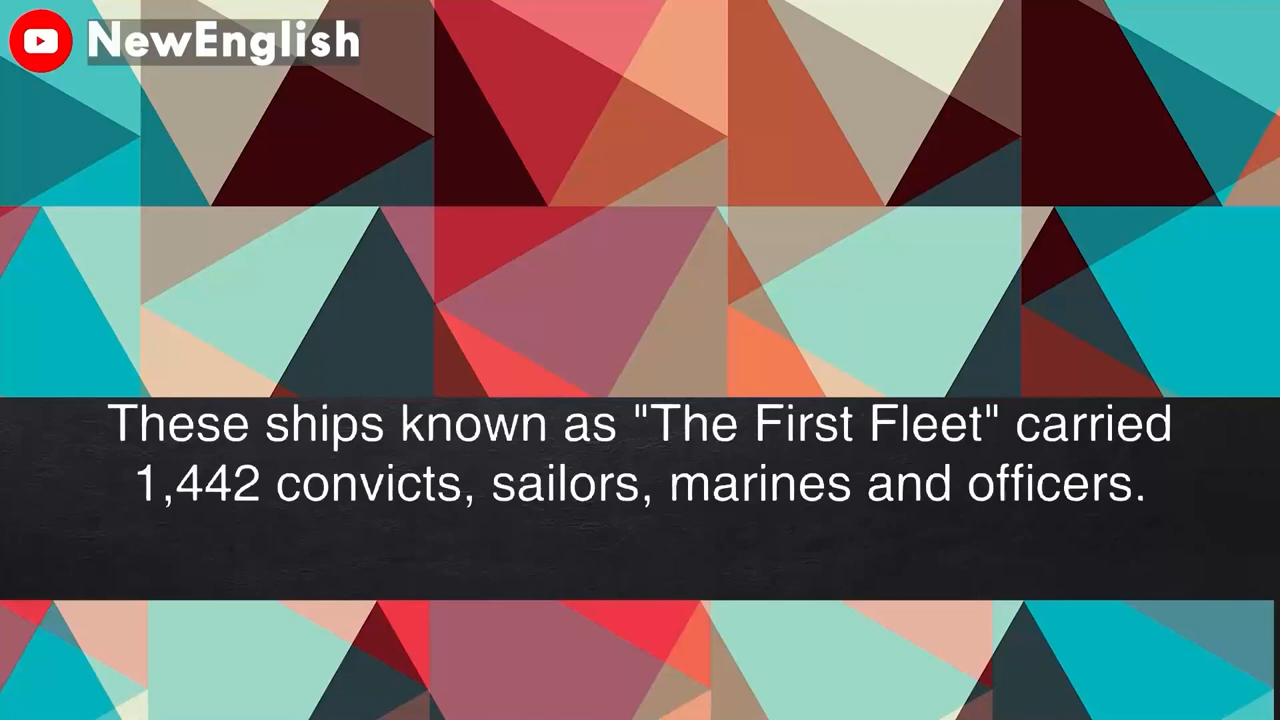 NewEnglish
These ships known as "The First Fleet" carried
1,442 convicts, sailors, marines and officers.